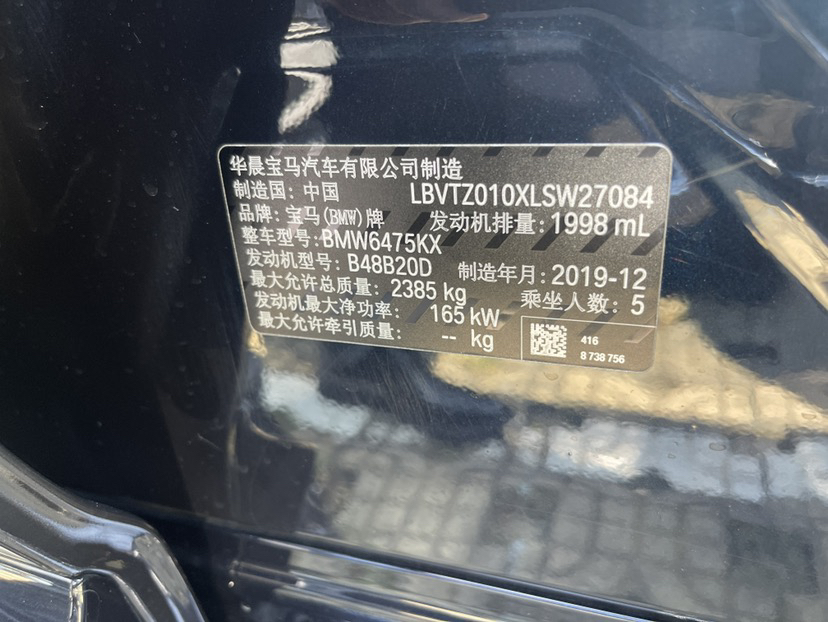 华晨宝马汽车有限公司制造
制造国: 中国 LBVTZ010XLSW27084
品牌: 宝马(BMW)牌 发动机排量: 1998 mL
整车型号: BMW6475KX
发动机型号: B48B20D 制造年月: 2019-12
最大允许总质量: 2385 kg 乘坐人数: 5
发动机最大净功率: 165 kW
最大允许牵引质量: -- kg
416
8 738 756